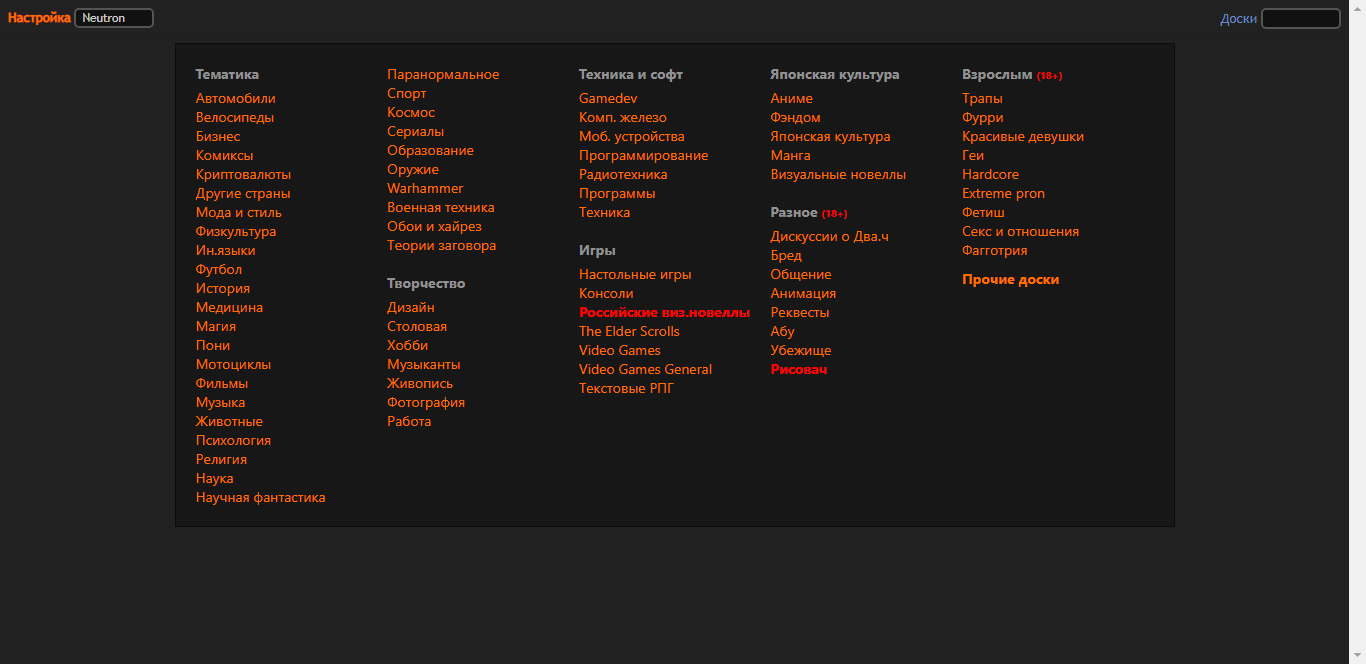 Настройка Neutron
Доски
Тематика
Автомобили
Велосипеды
Бизнес
Комиксы
Криптовалюты
Другие страны
Мода и стиль
Физкультура
Ин.языки
Футбол
История
Медицина
Магия
Пони
Мотоциклы
Фильмы
Музыка
Животные
Психология
Религия
Наука
Научная фантастика
Паранормальное
Спорт
Космос
Сериалы
Образование
Оружие
Warhammer
Военная техника
Обои и хайрез
Теории заговора
Творчество
Дизайн
Столовая
Хобби
Музыканты
Живопись
Фотография
Работа
Техника и софт
Gamedev
Комп. железо
Моб. устройства
Программирование
Радиотехника
Программы
Техника
Игры
Настольные игры
Консоли
Российские виз.новеллы
The Elder Scrolls
Video Games
Video Games General
Текстовые РПГ
Японская культура
Аниме
Фэндом
Японская культура
Манга
Визуальные новеллы
Разное (18+)
Дискуссии о Два.ч
Бред
Общение
Анимация
Реквесты
Абу
Убежище
Рисовач
Взрослым (18+)
Трапы
Фурри
Красивые девушки
Геи
Hardcore
Extreme pron
Фетиш
Секс и отношения
Фагготрия
Прочие доски